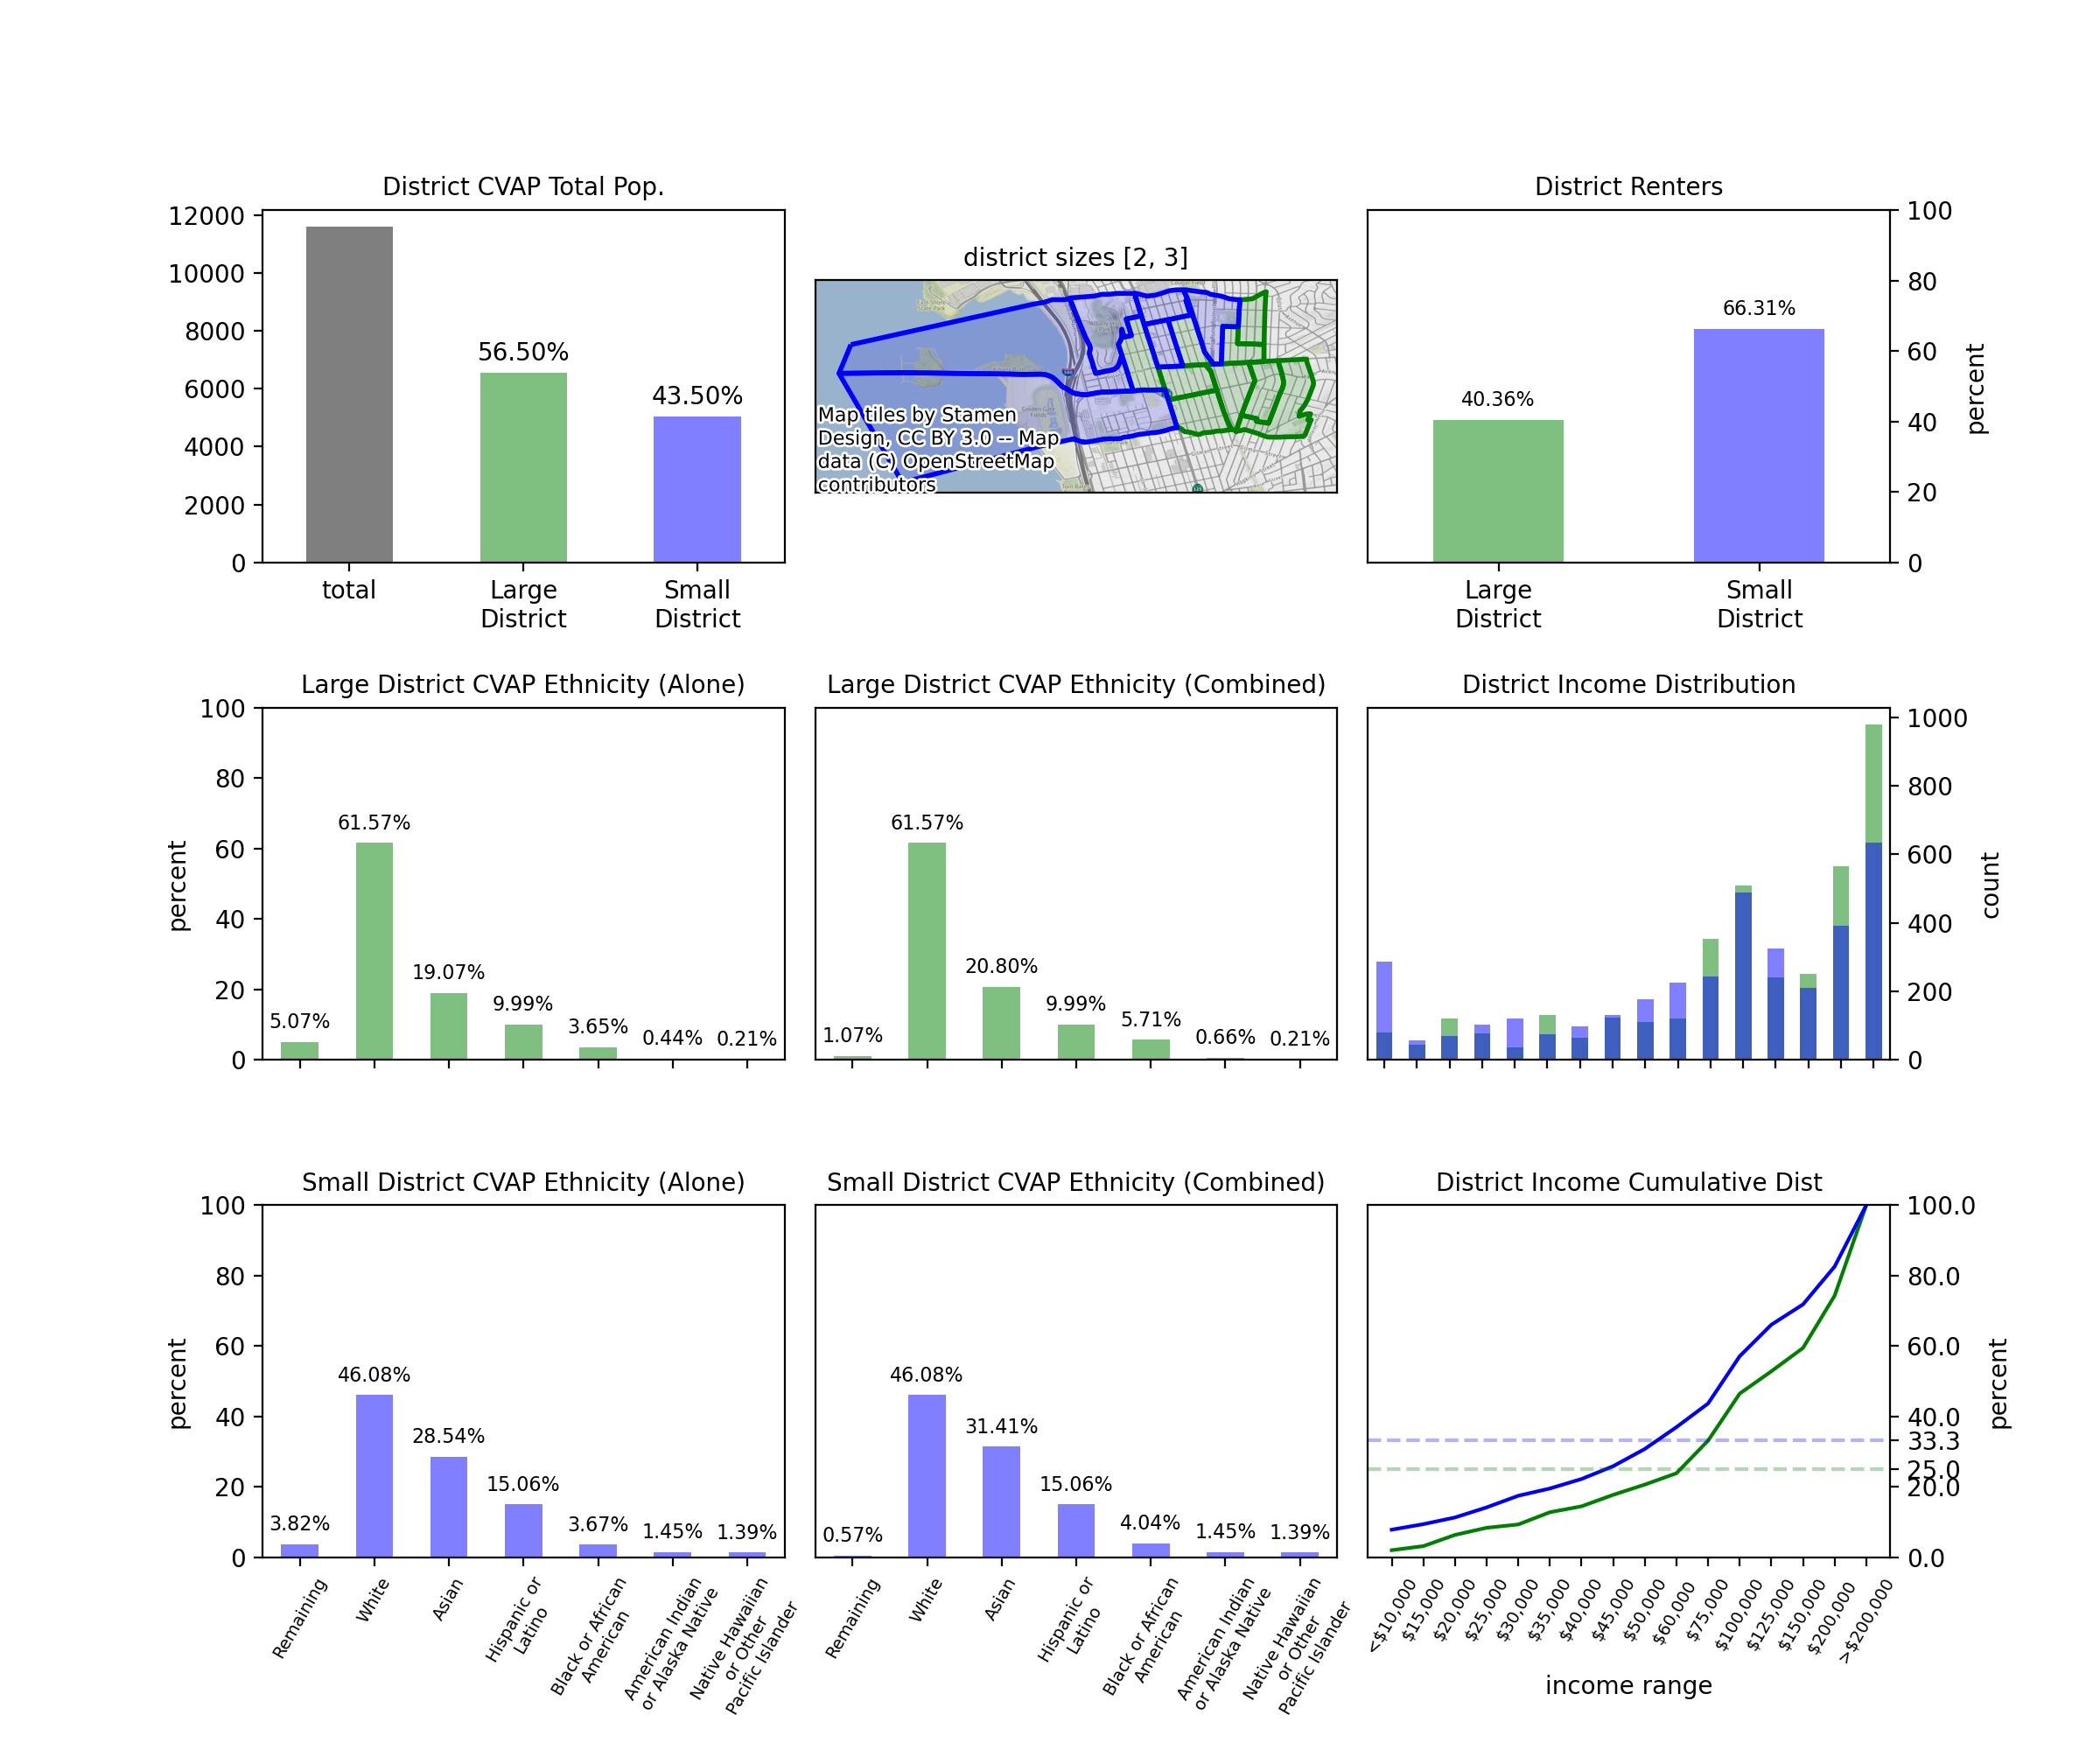 District CVAP Total Pop.
12000
10000
8000
6000
4000
2000
0
56.50%
43.50%
total
Large
District
Small
District
district sizes [2, 3]
Map tiles by Stamen
Design, CC BY 3.0 -- Map
data (C) OpenStreetMap
contributors
District Renters
40.36%
66.31%
100
80
60
40
20
0
percent
Large
District
Small
District
Large District CVAP Ethnicity (Alone)
percent
100
80
60
40
20
0
5.07%
61.57%
19.07%
9.99%
3.65%
0.44%
0.21%
Large District CVAP Ethnicity (Combined)
1.07%
61.57%
20.80%
9.99%
5.71%
0.66%
0.21%
District Income Distribution
1000
800
600
400
200
0
count
Small District CVAP Ethnicity (Alone)
percent
100
80
60
40
20
0
3.82%
46.08%
28.54%
15.06%
3.67%
1.45%
1.39%
Remaining
White
Asian
Hispanic or
Latino
Black or African
American
American Indian
or Alaska Native
Native Hawaiian
or Other
Pacific Islander
Small District CVAP Ethnicity (Combined)
0.57%
46.08%
31.41%
15.06%
4.04%
1.45%
1.39%
Remaining
White
Asian
Hispanic or
Latino
Black or African
American
American Indian
or Alaska Native
Native Hawaiian
or Other
Pacific Islander
District Income Cumulative Dist
100.0
80.0
60.0
40.0
33.3
25.0
20.0
0.0
percent
<$10,000
$15,000
$20,000
$25,000
$30,000
$35,000
$40,000
$45,000
$50,000
$60,000
$75,000
$100,000
$125,000
$150,000
$200,000
>$200,000
income range